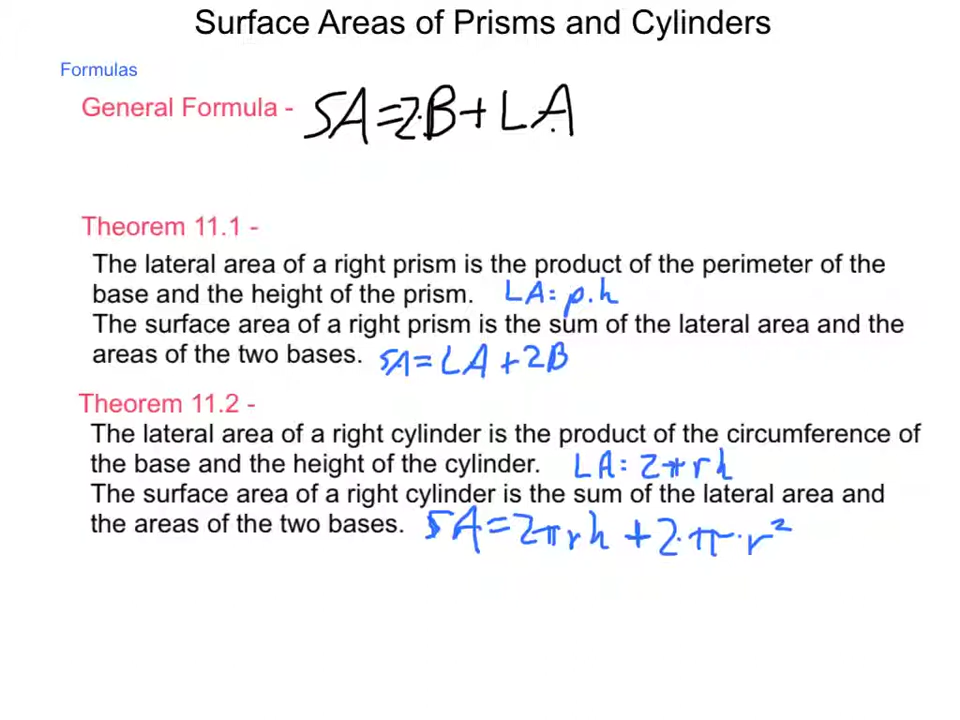 Surface Areas of Prisms and Cylinders
Formulas
General Formula - SA=2·B+LA
Theorem 11.1 -
The lateral area of a right prism is the product of the perimeter of the
base and the height of the prism. LA: p·h
The surface area of a right prism is the sum of the lateral area and the
areas of the two bases. SA=LA+2B
Theorem 11.2 -
The lateral area of a right cylinder is the product of the circumference of
the base and the height of the cylinder. LA: 2πrh
The surface area of a right cylinder is the sum of the lateral area and
the areas of the two bases. SA=2πrh+2·π·r²